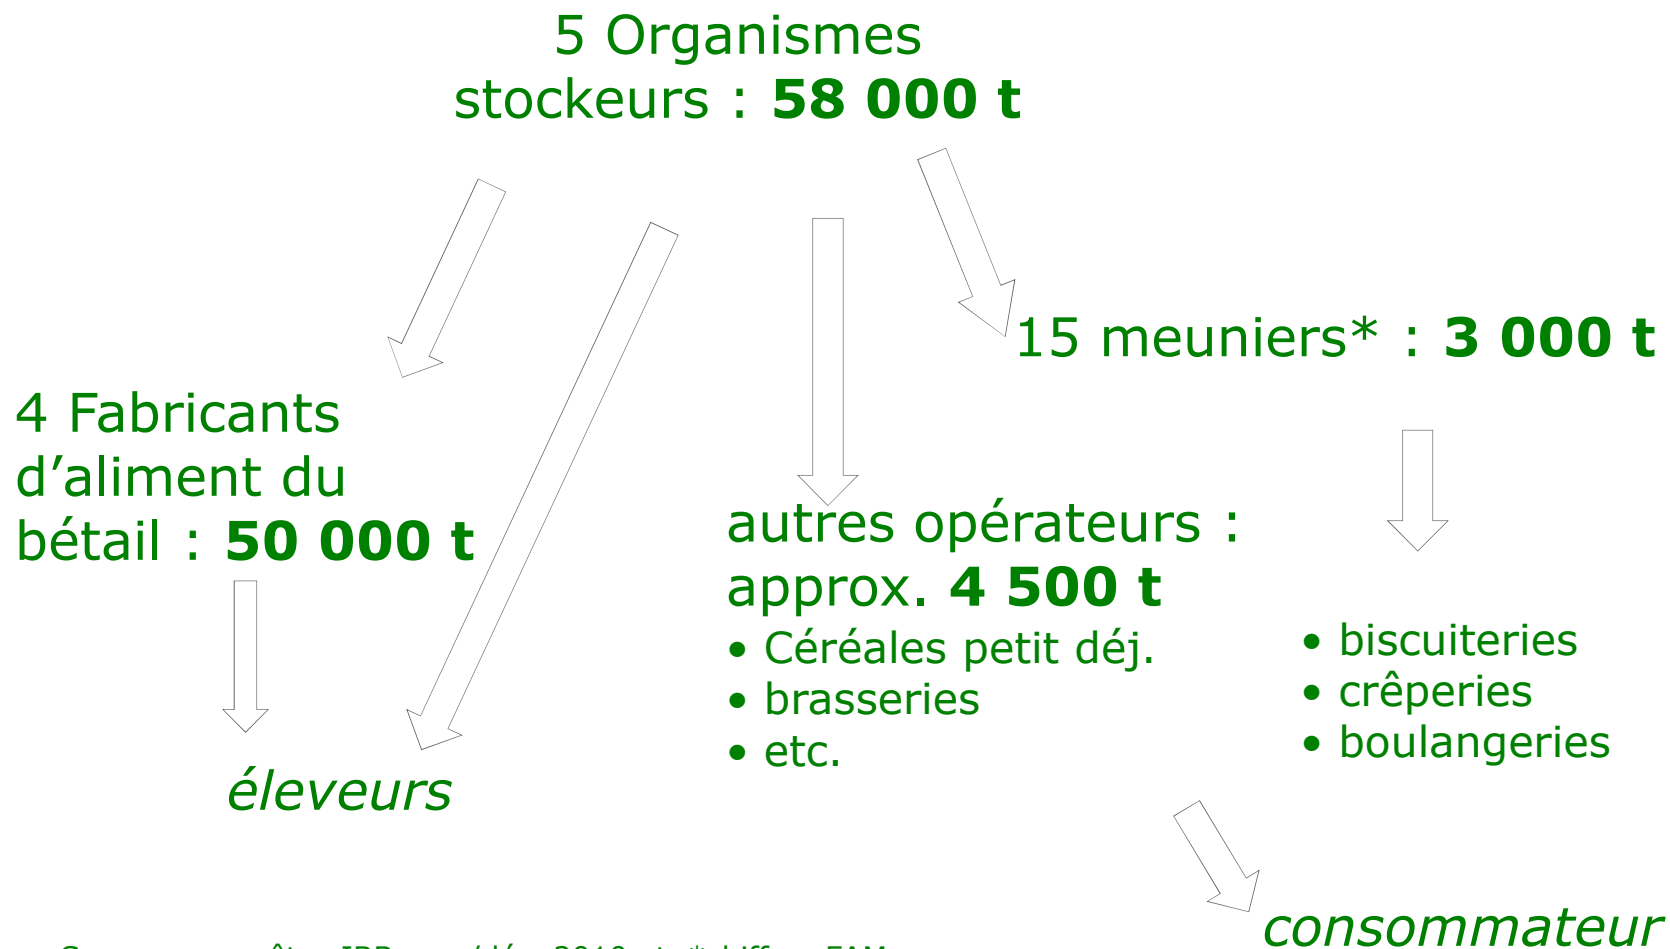 5 Organismes
stockeurs : 58 000 t
15 meuniers* : 3 000 t
4 Fabricants
d’aliment du
bétail : 50 000 t
autres opérateurs :
approx. 4 500 t
• Céréales petit déj.
• brasseries
• etc.
• biscuiteries
• crêperies
• boulangeries
éleveurs
consommateur